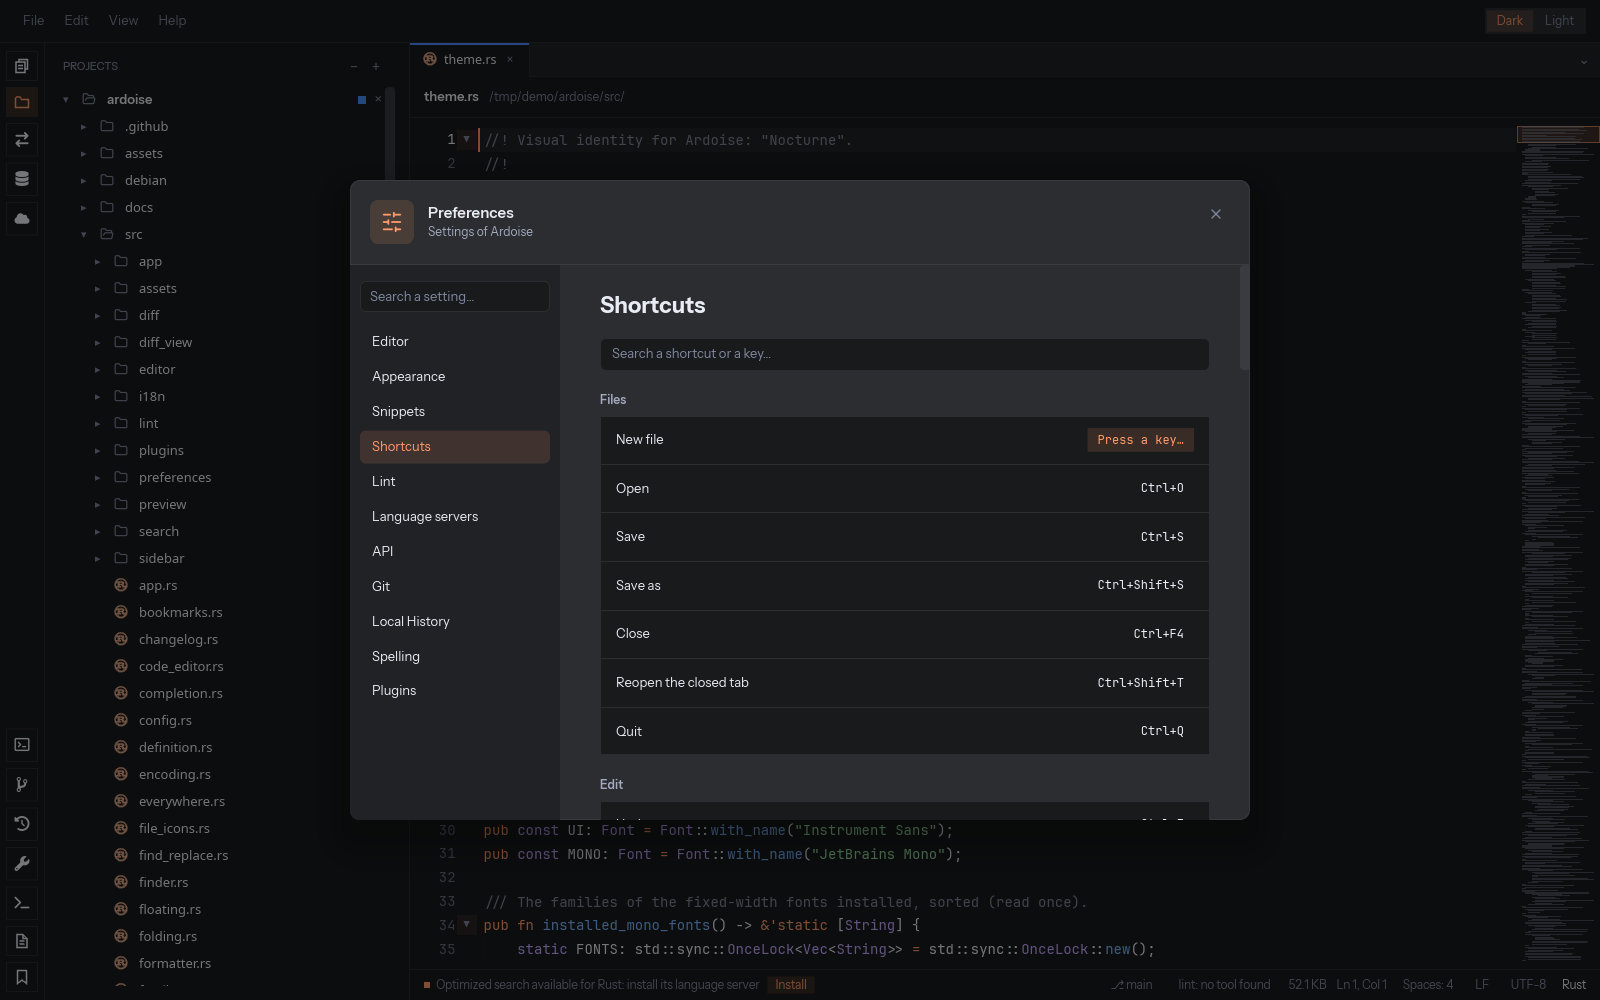 File Edit View Help
Dark Light
PROJECTS − +
theme.rs ×
theme.rs /tmp/demo/ardoise/src/
ardoise ×
.github
assets
debian
docs
src
app
assets
diff
diff_view
editor
i18n
lint
plugins
preferences
preview
search
sidebar
app.rs
bookmarks.rs
changelog.rs
code_editor.rs
completion.rs
config.rs
definition.rs
encoding.rs
everywhere.rs
file_icons.rs
find_replace.rs
finder.rs
floating.rs
folding.rs
formatter.rs
1 //! Visual identity for Ardoise: "Nocturne".
2 //!
Preferences
Settings of Ardoise
Search a setting...
Editor
Appearance
Snippets
Shortcuts
Lint
Language servers
API
Git
Local History
Spelling
Plugins
Shortcuts
Search a shortcut or a key...
Files
New file Press a key…
Open Ctrl+O
Save Ctrl+S
Save as Ctrl+Shift+S
Close Ctrl+F4
Reopen the closed tab Ctrl+Shift+T
Quit Ctrl+Q
Edit
30 pub const UI: Font = Font::with_name("Instrument Sans");
31 pub const MONO: Font = Font::with_name("JetBrains Mono");
32
33 /// The families of the fixed-width fonts installed, sorted (read once).
34 pub fn installed_mono_fonts() -> &'static [String] {
35 static FONTS: std::sync::OnceLock<Vec<String>> = std::sync::OnceLock::new();
Optimized search available for Rust: install its language server Install
main lint: no tool found 52.1 KB Ln 1, Col 1 Spaces: 4 LF UTF-8 Rust